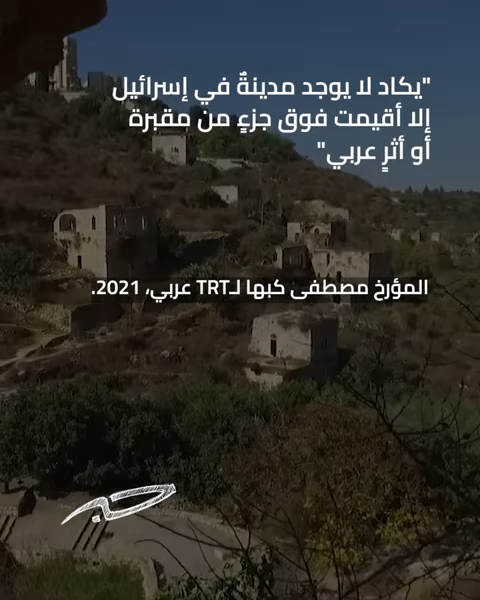 "يكاد لا يوجد مدينةٌ في إسرائيل
إلا أقيمت فوق جزءٍ من مقبرة
أو أثرٍ عربي"
المؤرخ مصطفى كبها لـTRT عربي، 2021.